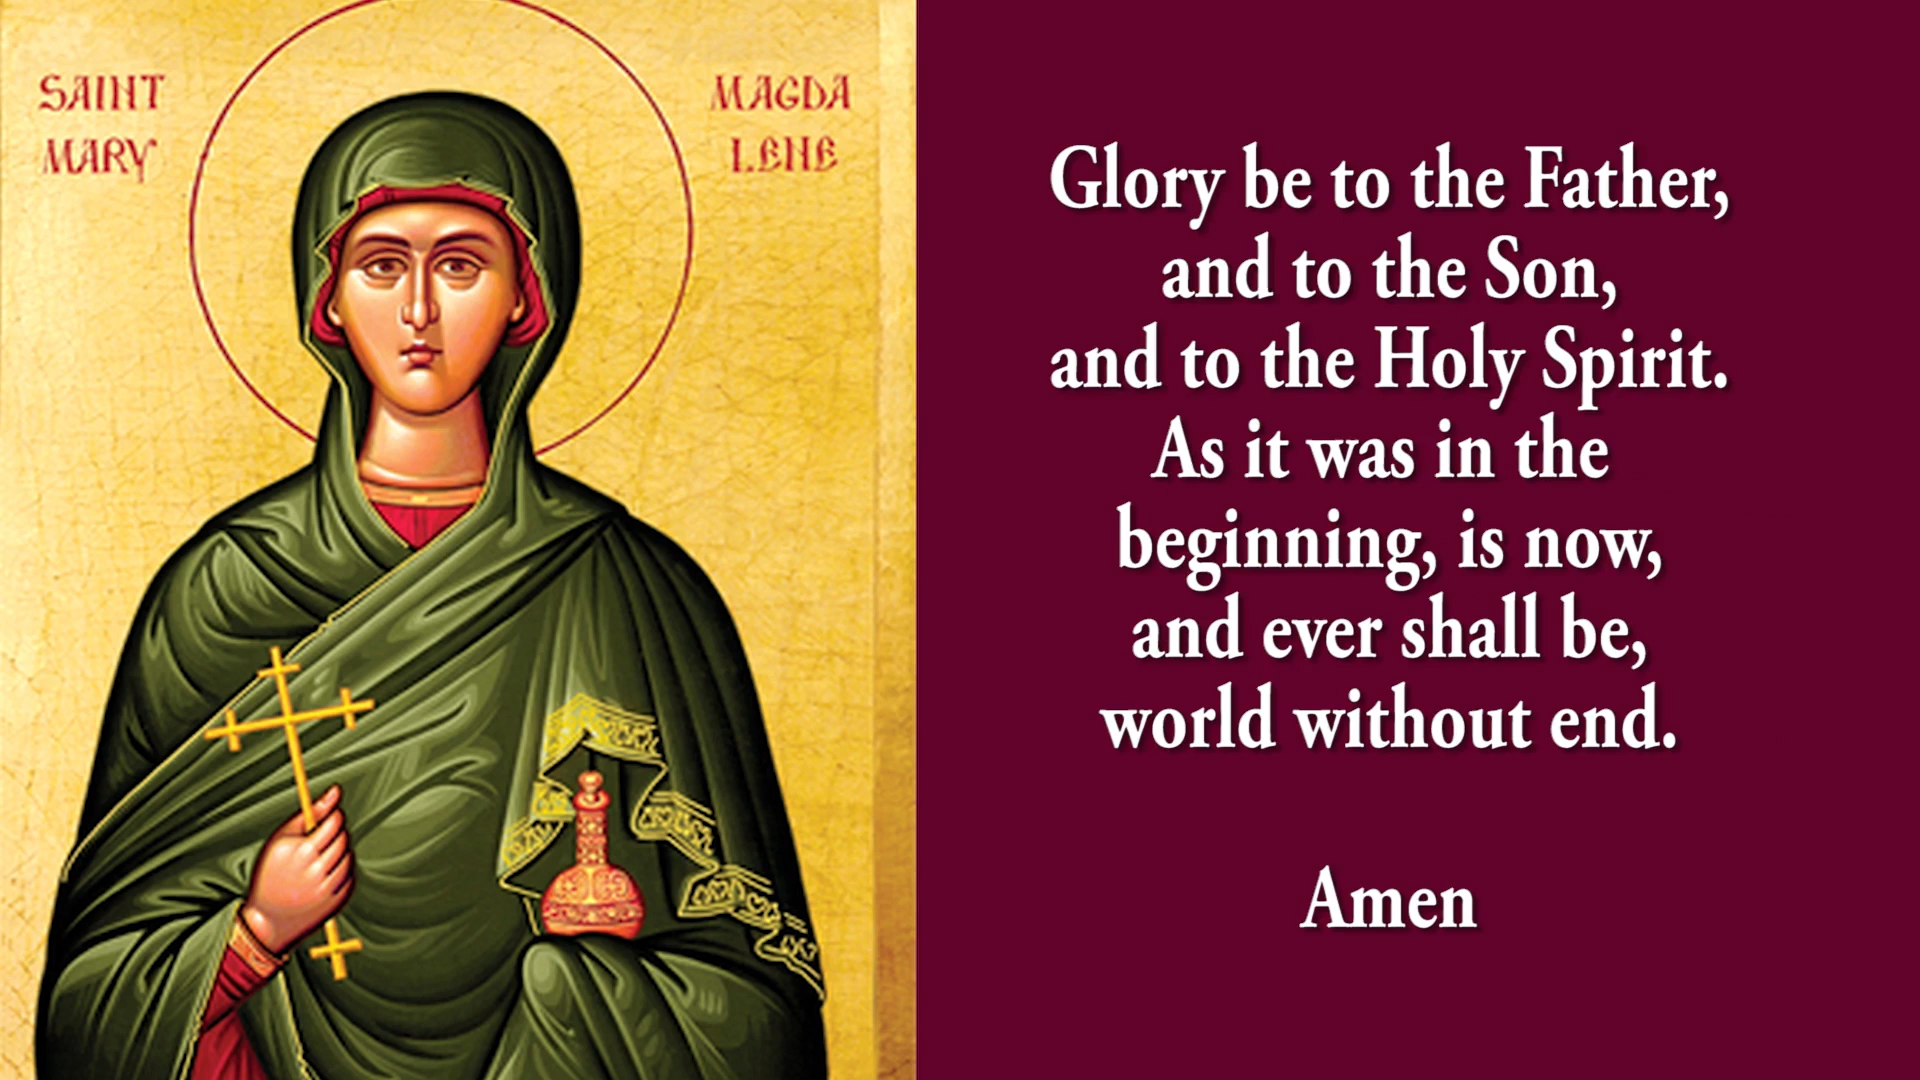 SAINT
MARY
MAGDA
LENE
Glory be to the Father,
and to the Son,
and to the Holy Spirit.
As it was in the
beginning, is now,
and ever shall be,
world without end.
Amen